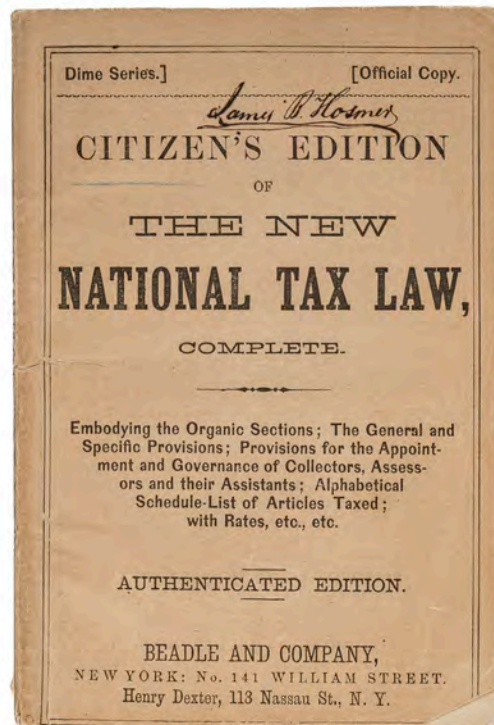 Dime Series.] [Official Copy.
James B. Hosmer
CITIZEN'S EDITION
OF
THE NEW
NATIONAL TAX LAW,
COMPLETE.
Embodying the Organic Sections; The General and
Specific Provisions; Provisions for the Appoint-
ment and Governance of Collectors, Assess-
ors and their Assistants; Alphabetical
Schedule-List of Articles Taxed;
with Rates, etc., etc.
AUTHENTICATED EDITION.
BEADLE AND COMPANY,
NEW YORK: No. 141 WILLIAM STREET.
Henry Dexter, 113 Nassau St., N. Y.